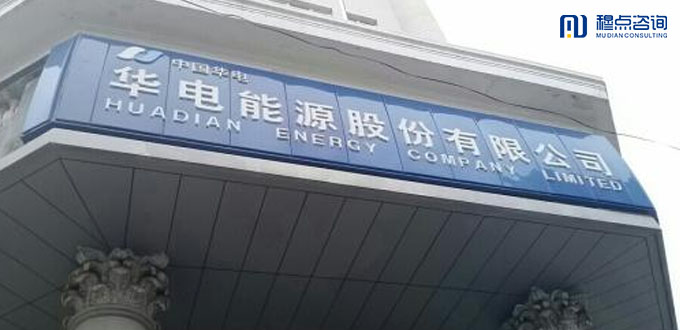 穆点咨询
MUDIAN CONSULTING
中国华电
华电能源股份有限公司
HUADIAN ENERGY COMPANY LIMITED